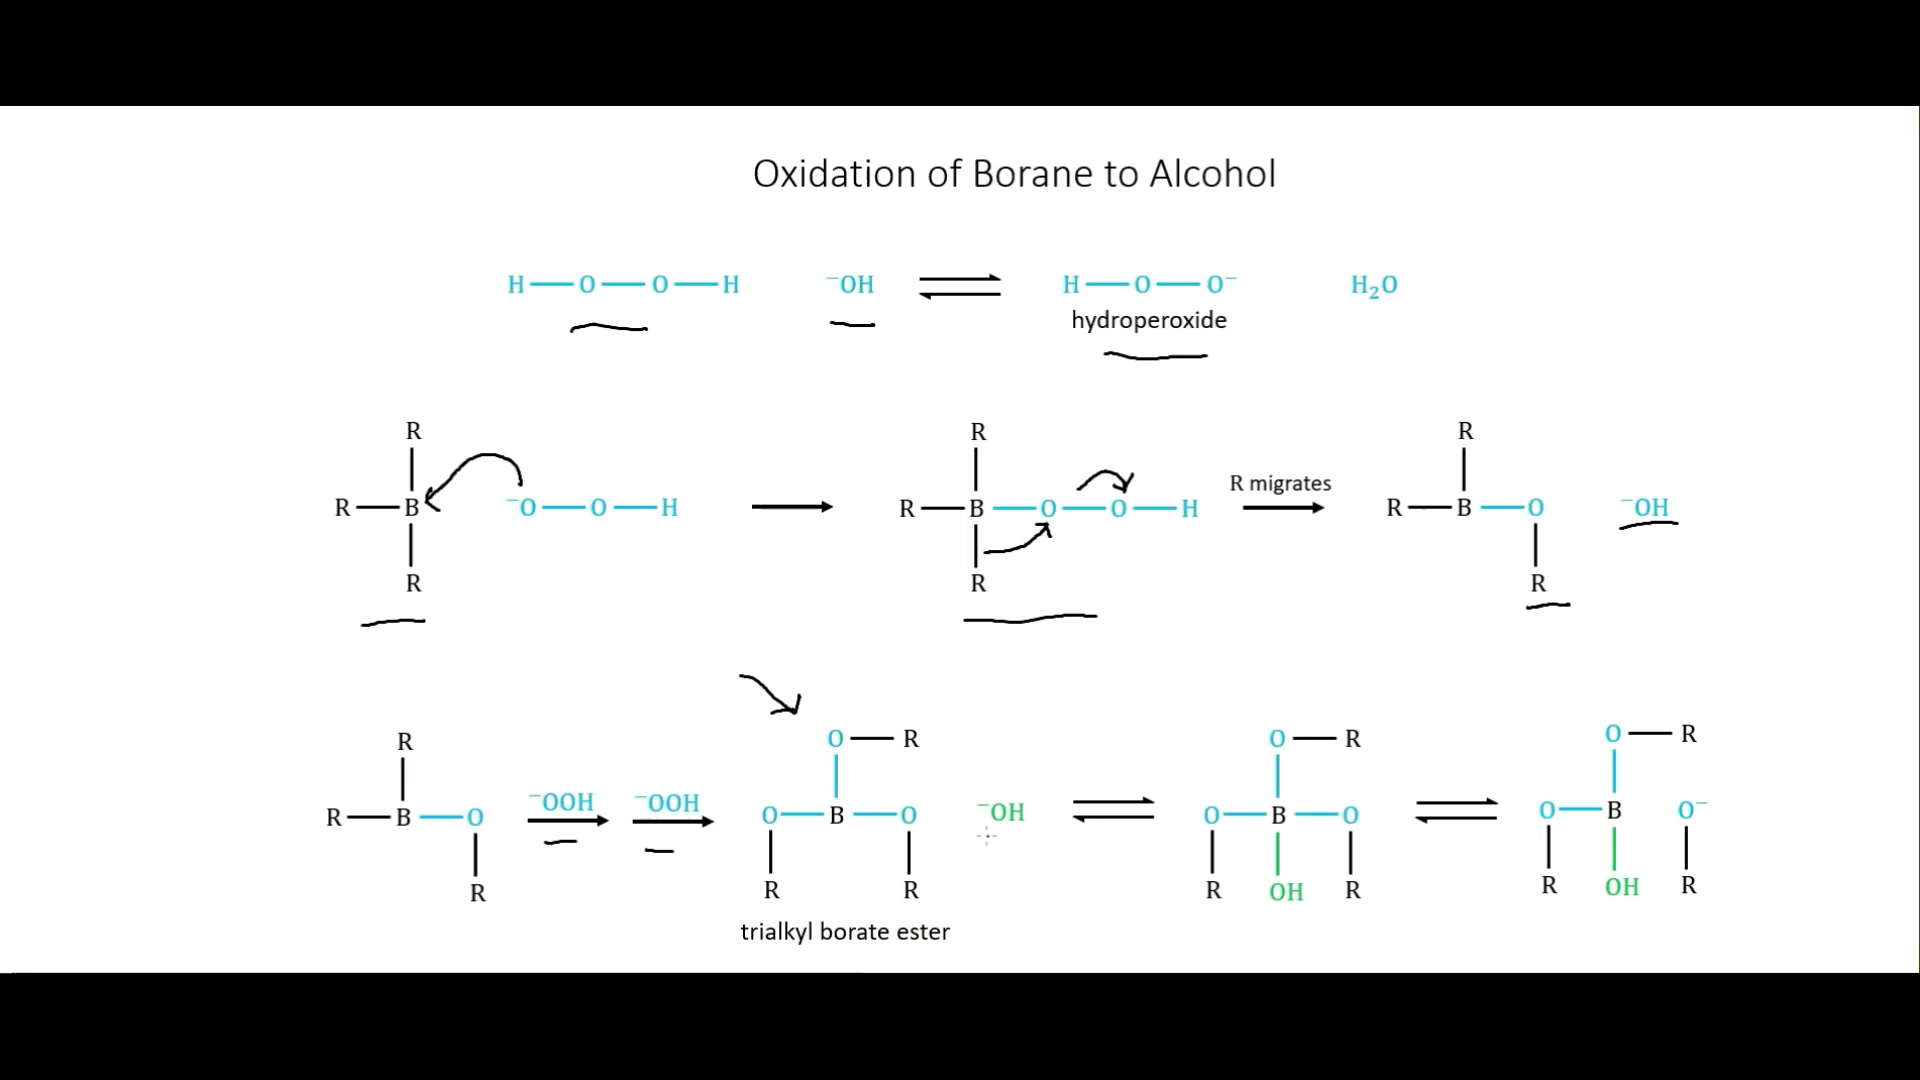 Oxidation of Borane to Alcohol
H O O H ⁻OH H O O⁻ H₂O
hydroperoxide
R R R
R B ⁻O O H R B O O H R migrates R B O ⁻OH
R R R
R O R O R O R
R B O ⁻OOH ⁻OOH O B O ⁻OH O B O O B O⁻
R R R R OH R R OH R
trialkyl borate ester